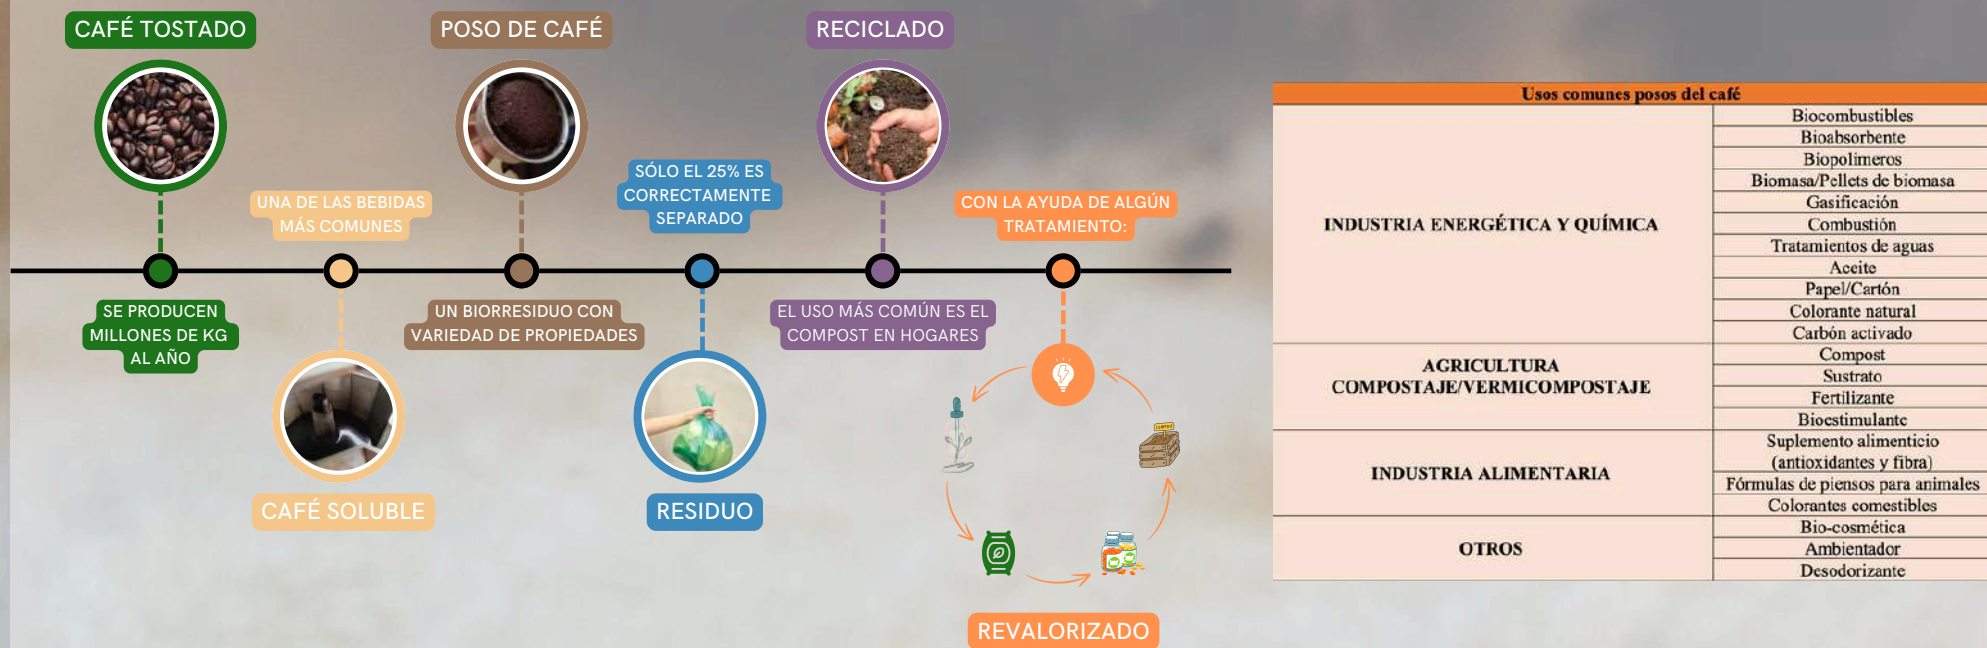 CAFÉ TOSTADO
SE PRODUCEN
MILLONES DE KG
AL AÑO
UNA DE LAS BEBIDAS
MÁS COMUNES
CAFÉ SOLUBLE
POSO DE CAFÉ
UN BIORRESIDUO CON
VARIEDAD DE PROPIEDADES
SÓLO EL 25% ES
CORRECTAMENTE
SEPARADO
RESIDUO
RECICLADO
EL USO MÁS COMÚN ES EL
COMPOST EN HOGARES
CON LA AYUDA DE ALGÚN
TRATAMIENTO:
COMPOST
REVALORIZADO
Usos comunes posos del café
INDUSTRIA ENERGÉTICA Y QUÍMICA
Biocombustibles
Bioabsorbente
Biopolimeros
Biomasa/Pellets de biomasa
Gasificación
Combustión
Tratamientos de aguas
Aceite
Papel/Cartón
Colorante natural
Carbón activado
AGRICULTURA
COMPOSTAJE/VERMICOMPOSTAJE
Compost
Sustrato
Fertilizante
Bioestimulante
INDUSTRIA ALIMENTARIA
Suplemento alimenticio
(antioxidantes y fibra)
Fórmulas de piensos para animales
Colorantes comestibles
OTROS
Bio-cosmética
Ambientador
Desodorizante